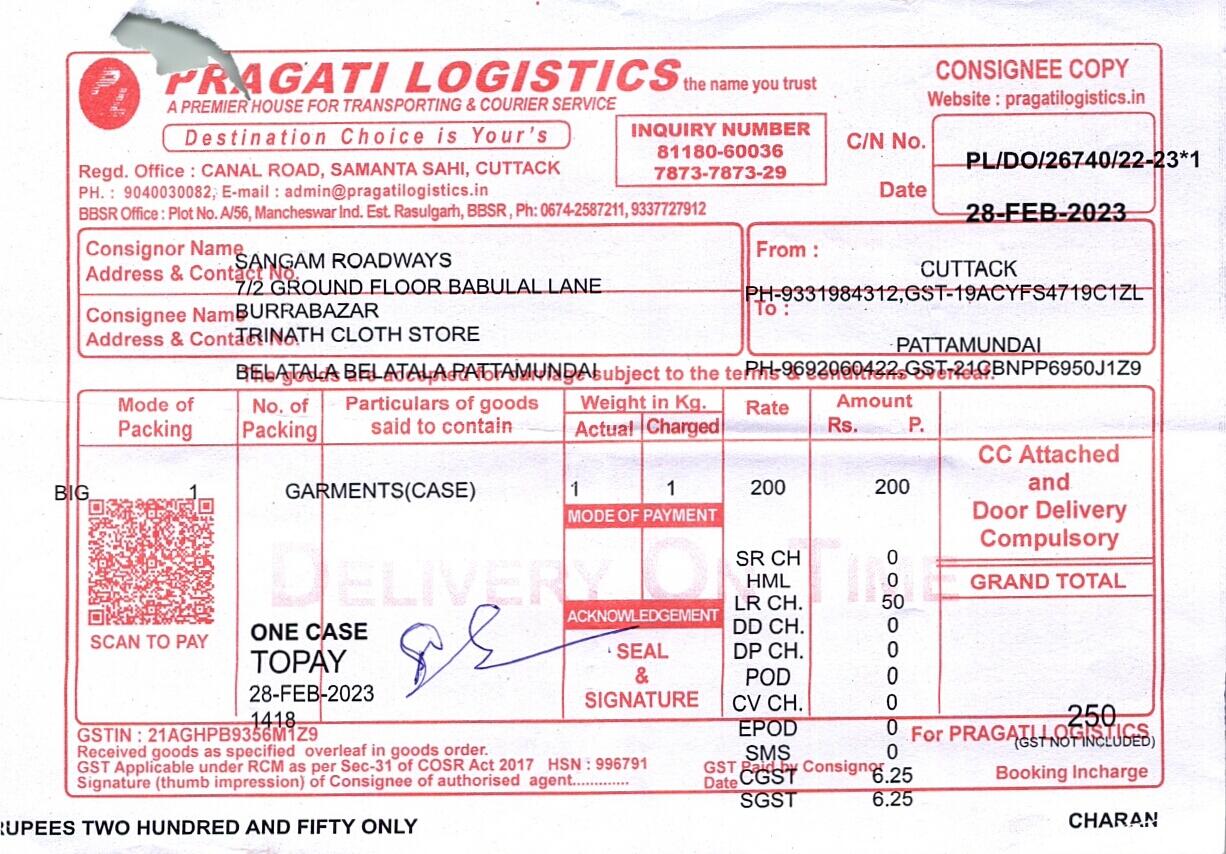 PRAGATI LOGISTICS the name you trust
A PREMIER HOUSE FOR TRANSPORTING & COURIER SERVICE
Destination Choice is Your's
CONSIGNEE COPY
Website : pragatilogistics.in
INQUIRY NUMBER
81180-60036
7873-7873-29
C/N No. PL/DO/26740/22-23*1
Date 28-FEB-2023
Regd. Office : CANAL ROAD, SAMANTA SAHI, CUTTACK
PH. : 9040030082, E-mail : admin@pragatilogistics.in
BBSR Office : Plot No. A/56, Mancheswar Ind. Est. Rasulgarh, BBSR , Ph: 0674-2587211, 9337727912
Consignor Name
Address & Contact No.
SANGAM ROADWAYS
7/2 GROUND FLOOR BABULAL LANE
BURRABAZAR
From :
CUTTACK
PH-9331984312,GST-19ACYFS4719C1ZL
Consignee Name
Address & Contact No.
TRINATH CLOTH STORE
BELATALA BELATALA PATTAMUNDAI
To :
PATTAMUNDAI
PH-9692060422,GST-21CBNPP6950J1Z9
The goods are accepted for carriage subject to the terms & conditions overleaf.
Mode of Packing
No. of Packing
Particulars of goods said to contain
Weight in Kg.
Actual Charged
Rate
Amount
Rs. P.
BIG 1 GARMENTS(CASE) 1 1 200 200
CC Attached
and
Door Delivery
Compulsory
MODE OF PAYMENT
DELIVERY ON TIME
SR CH 0
HML 0
LR CH. 50
DD CH. 0
DP CH. 0
POD 0
CV CH. 0
EPOD 0
SMS 0
CGST 6.25
SGST 6.25
GRAND TOTAL
250
(GST NOT INCLUDED)
SCAN TO PAY
ONE CASE
TOPAY
28-FEB-2023
1418
ACKNOWLEDGEMENT
SEAL
&
SIGNATURE
GSTIN : 21AGHPB9356M1Z9
Received goods as specified overleaf in goods order.
GST Applicable under RCM as per Sec-31 of COSR Act 2017 HSN : 996791
Signature (thumb impression) of Consignee of authorised agent.............
GST Paid by Consignor
Date
For PRAGATI LOGISTICS
Booking Incharge
RUPEES TWO HUNDRED AND FIFTY ONLY
CHARAN